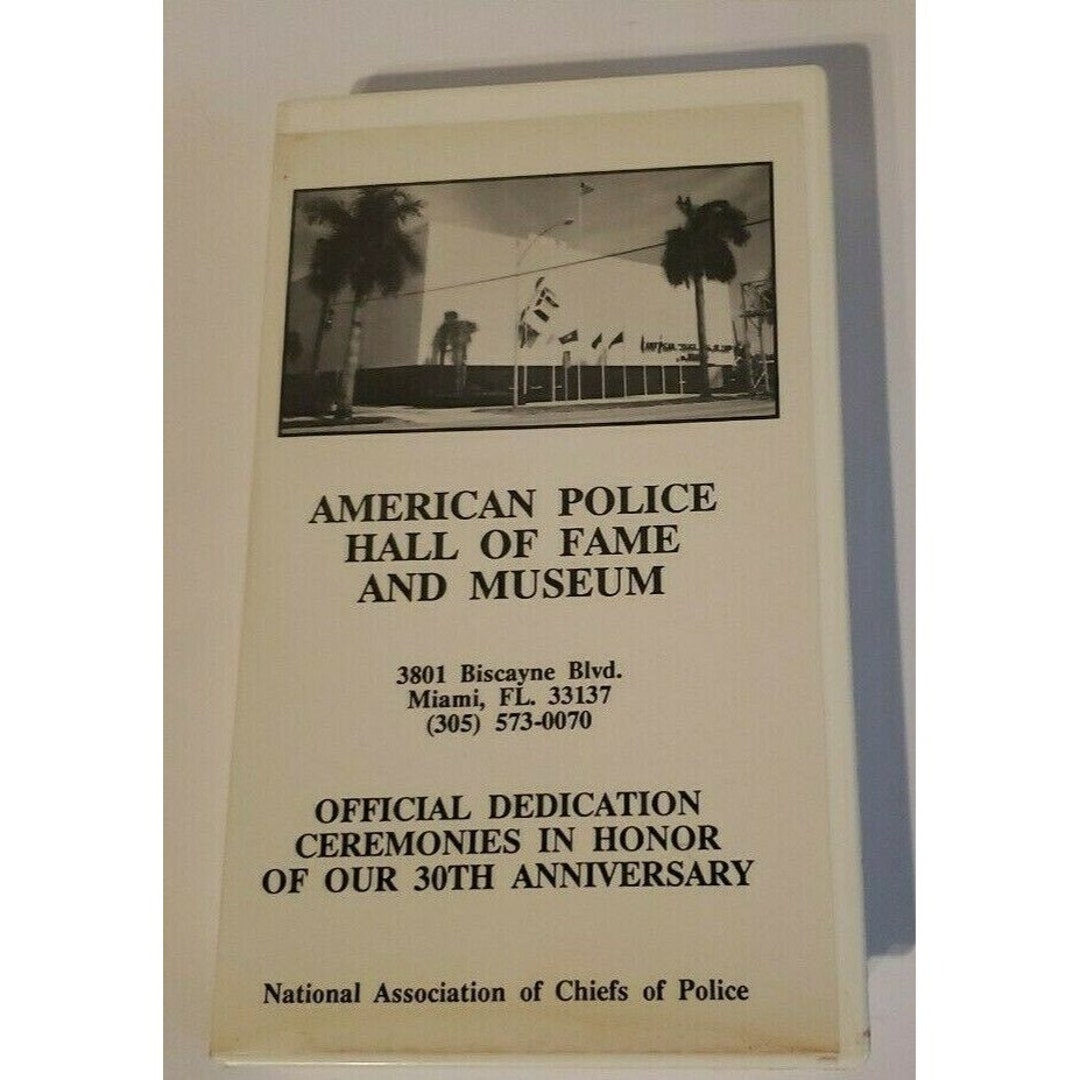 AMERICAN POLICE
HALL OF FAME
AND MUSEUM
3801 Biscayne Blvd.
Miami, FL. 33137
(305) 573-0070
OFFICIAL DEDICATION
CEREMONIES IN HONOR
OF OUR 30TH ANNIVERSARY
National Association of Chiefs of Police